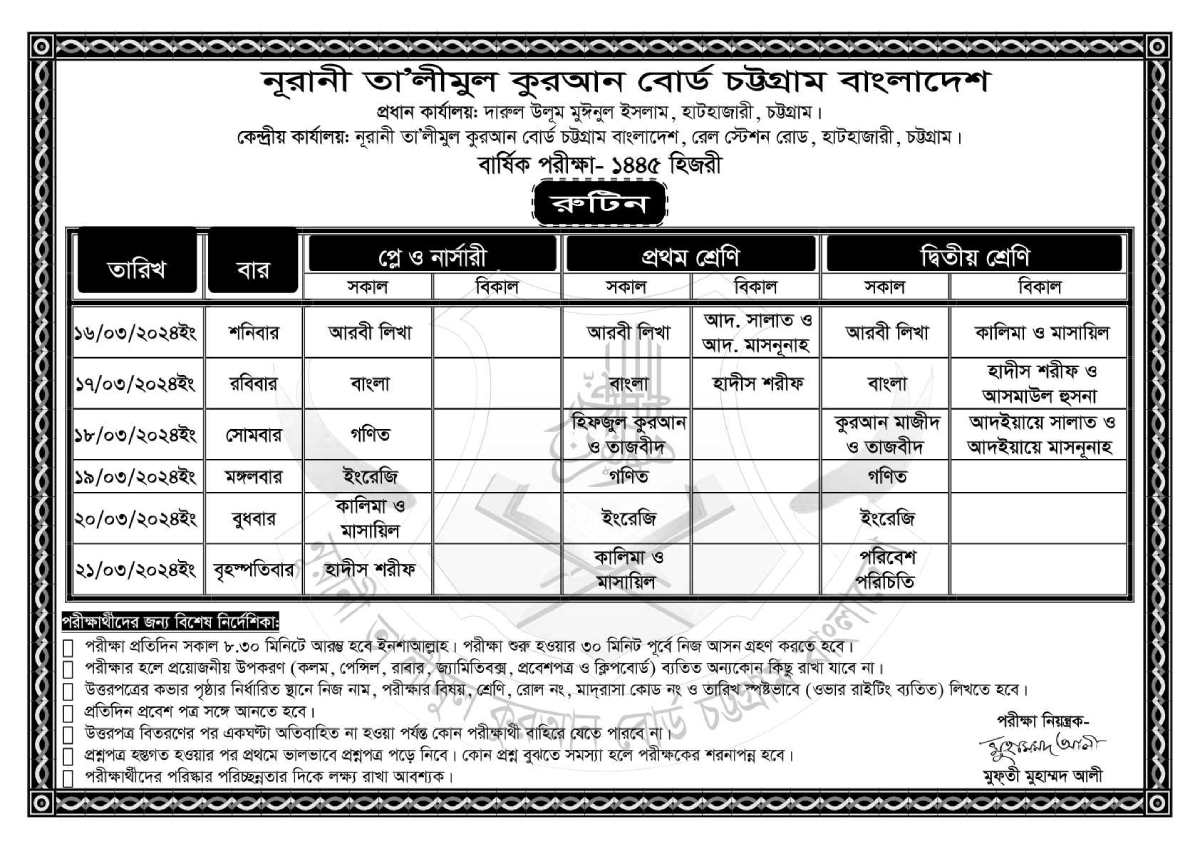 নূরানী তা'লীমুল কুরআন বোর্ড চট্টগ্রাম বাংলাদেশ
প্রধান কার্যালয়: দারুল উলূম মুঈনুল ইসলাম, হাটহাজারী, চট্টগ্রাম।
কেন্দ্রীয় কার্যালয়: নূরানী তা'লীমুল কুরআন বোর্ড চট্টগ্রাম বাংলাদেশ, রেল স্টেশন রোড, হাটহাজারী, চট্টগ্রাম।
বার্ষিক পরীক্ষা- ১৪৪৫ হিজরী
রুটিন
তারিখ বার প্লে ও নার্সারী প্রথম শ্রেণি দ্বিতীয় শ্রেণি
সকাল বিকাল সকাল বিকাল সকাল বিকাল
১৬/০৩/২০২৪ইং শনিবার আরবী লিখা আরবী লিখা আদ. সালাত ও আদ. মাসনূনাহ আরবী লিখা কালিমা ও মাসায়িল
১৭/০৩/২০২৪ইং রবিবার বাংলা বাংলা হাদীস শরীফ বাংলা হাদীস শরীফ ও আসমাউল হুসনা
১৮/০৩/২০২৪ইং সোমবার গণিত হিফজুল কুরআন ও তাজবীদ কুরআন মাজীদ ও তাজবীদ আদইয়ায়ে সালাত ও আদইয়ায়ে মাসনূনাহ
১৯/০৩/২০২৪ইং মঙ্গলবার ইংরেজি গণিত গণিত
২০/০৩/২০২৪ইং বুধবার কালিমা ও মাসায়িল ইংরেজি ইংরেজি
২১/০৩/২০২৪ইং বৃহস্পতিবার হাদীস শরীফ কালিমা ও মাসায়িল পরিবেশ পরিচিতি
পরীক্ষার্থীদের জন্য বিশেষ নির্দেশিকা:
পরীক্ষা প্রতিদিন সকাল ৮.৩০ মিনিটে আরম্ভ হবে ইনশাআল্লাহ। পরীক্ষা শুরু হওয়ার ৩০ মিনিট পূর্বে নিজ আসন গ্রহণ করতে হবে।
পরীক্ষার হলে প্রয়োজনীয় উপকরণ (কলম, পেন্সিল, রাবার, জ্যামিতিবক্স, প্রবেশপত্র ও ক্লিপবোর্ড) ব্যতিত অন্যকোন কিছু রাখা যাবে না।
উত্তরপত্রের কভার পৃষ্ঠার নির্ধারিত স্থানে নিজ নাম, পরীক্ষার বিষয়, শ্রেণি, রোল নং, মাদ্‌রাসা কোড নং ও তারিখ স্পষ্টভাবে (ওভার রাইটিং ব্যতিত) লিখতে হবে।
প্রতিদিন প্রবেশ পত্র সঙ্গে আনতে হবে।
উত্তরপত্র বিতরণের পর একঘণ্টা অতিবাহিত না হওয়া পর্যন্ত কোন পরীক্ষার্থী বাহিরে যেতে পারবে না।
প্রশ্নপত্র হস্তগত হওয়ার পর প্রথমে ভালভাবে প্রশ্নপত্র পড়ে নিবে। কোন প্রশ্ন বুঝতে সমস্যা হলে পরীক্ষকের শরনাপন্ন হবে।
পরীক্ষার্থীদের পরিষ্কার পরিচ্ছন্নতার দিকে লক্ষ্য রাখা আবশ্যক।
পরীক্ষা নিয়ন্ত্রক-
মুহাম্মদ আলী
মুফ্‌তী মুহাম্মদ আলী
নূরানী তা'লীমুল কুরআন বোর্ড চট্টগ্রাম বাংলাদেশ